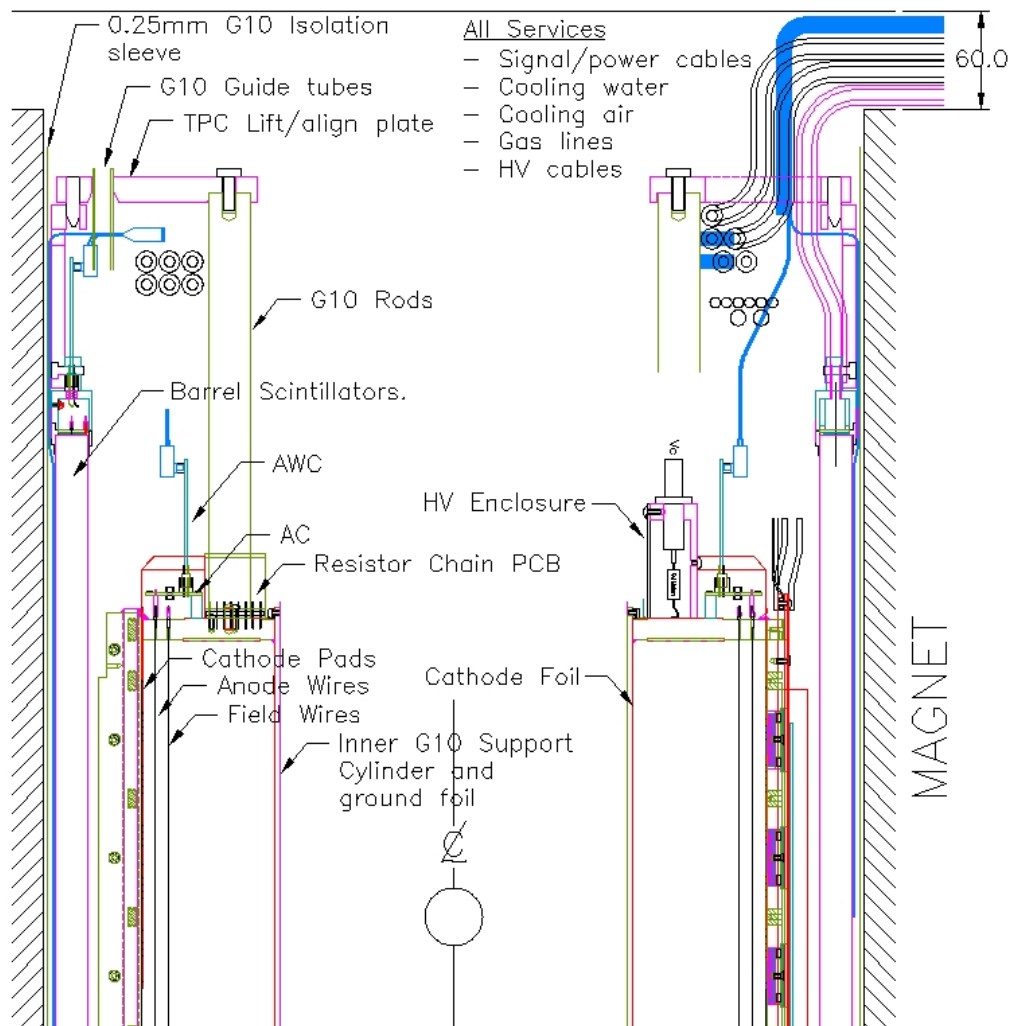 0.25mm G10 Isolation
sleeve
G10 Guide tubes
TPC Lift/align plate
All Services
- Signal/power cables
- Cooling water
- Cooling air
- Gas lines
- HV cables
60.0
G10 Rods
Barrel Scintillators.
AWC
HV Enclosure
AC
Resistor Chain PCB
Cathode Pads
Anode Wires
Field Wires
Cathode Foil
Inner G10 Support
Cylinder and
ground foil
MAGNET